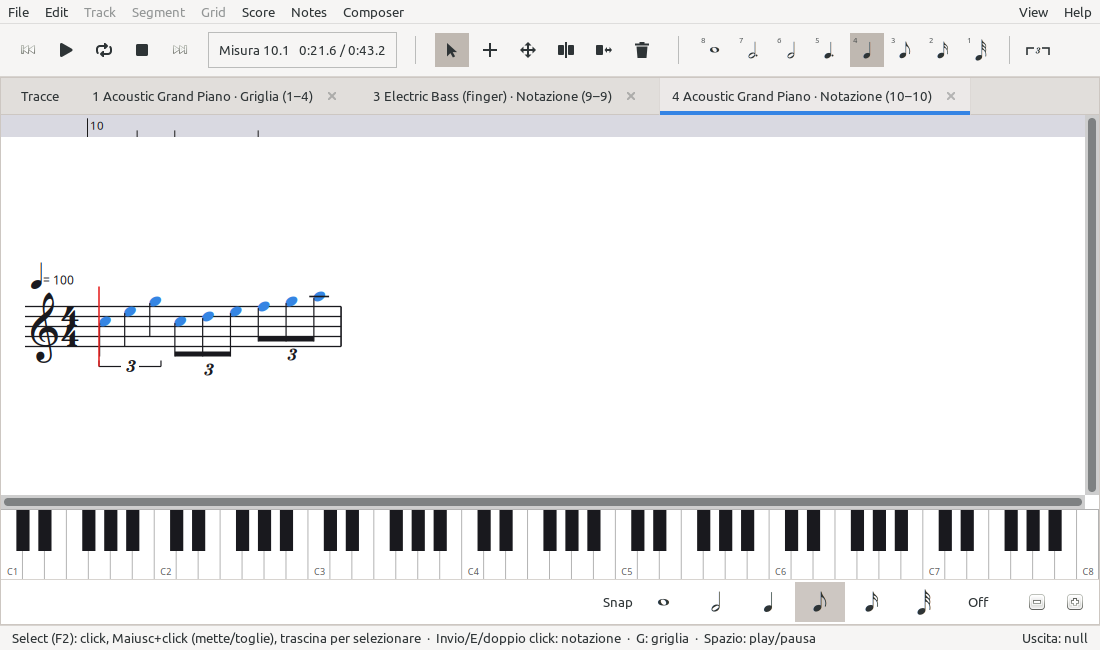 File Edit Track Segment Grid Score Notes Composer View Help
Misura 10.1 0:21.6 / 0:43.2 8 7 6 5 4 3 2 1 3
Tracce 1 Acoustic Grand Piano · Griglia (1–4) × 3 Electric Bass (finger) · Notazione (9–9) × 4 Acoustic Grand Piano · Notazione (10–10) ×
10
= 100
4
4
3 3 3
C1 C2 C3 C4 C5 C6 C7 C8
Snap Off
Select (F2): click, Maiusc+click (mette/toglie), trascina per selezionare · Invio/E/doppio click: notazione · G: griglia · Spazio: play/pausa Uscita: null